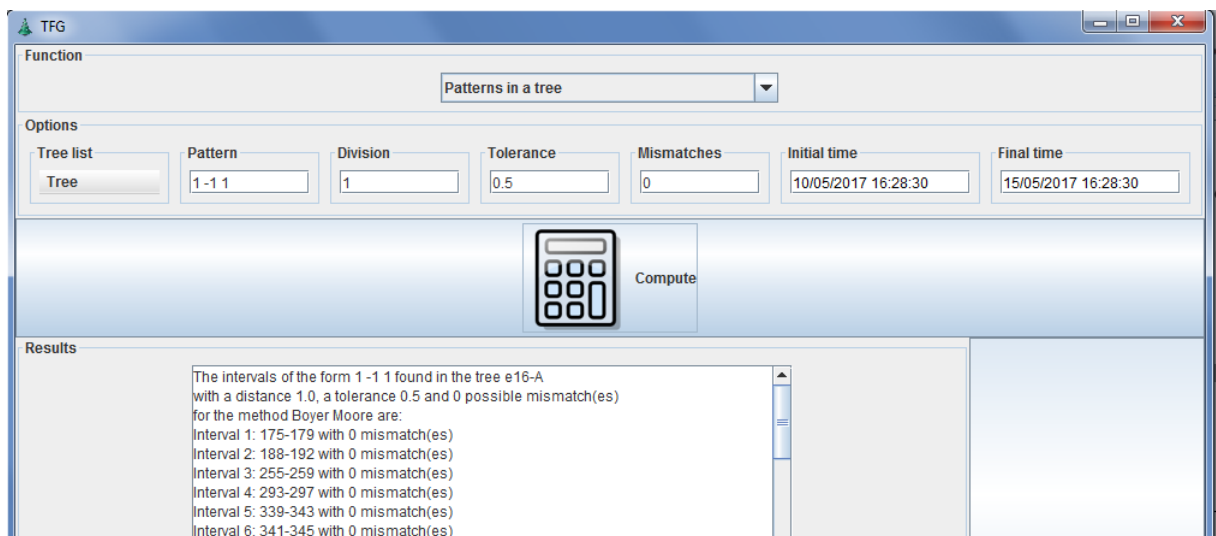 TFG
Function
Patterns in a tree
Options
Tree list Pattern Division Tolerance Mismatches Initial time Final time
Tree 1 -1 1 1 0.5 0 10/05/2017 16:28:30 15/05/2017 16:28:30
Compute
Results
The intervals of the form 1 -1 1 found in the tree e16-A
with a distance 1.0, a tolerance 0.5 and 0 possible mismatch(es)
for the method Boyer Moore are:
Interval 1: 175-179 with 0 mismatch(es)
Interval 2: 188-192 with 0 mismatch(es)
Interval 3: 255-259 with 0 mismatch(es)
Interval 4: 293-297 with 0 mismatch(es)
Interval 5: 339-343 with 0 mismatch(es)
Interval 6: 341-345 with 0 mismatch(es)